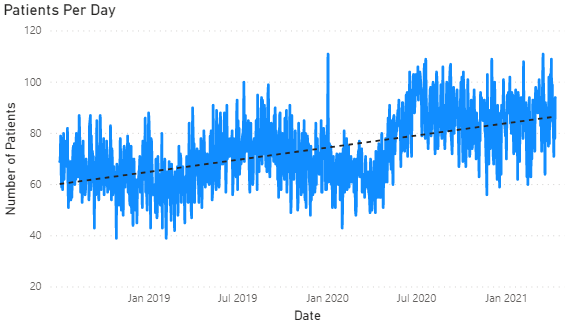 Patients Per Day
120
100
80
60
40
20
Number of Patients
Jan 2019 Jul 2019 Jan 2020 Jul 2020 Jan 2021
Date